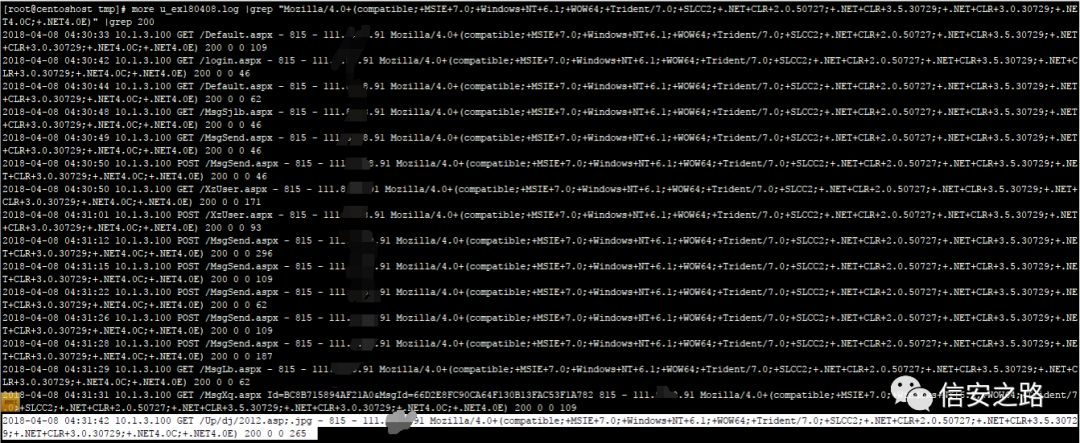 [root@centoshost tmp]# more u_ex180408.log |grep "Mozilla/4.0+(compatible;+MSIE+7.0;+Windows+NT+6.1;+WOW64;+Trident/7.0;+SLCC2;+.NET+CLR+2.0.50727;+.NET+CLR+3.5.30729;+.NET+CLR+3.0.30729;+.NE
T4.0C;+.NET4.0E)" |grep 200
2018-04-08 04:30:33 10.1.3.100 GET /Default.aspx - 815 - 111. .91 Mozilla/4.0+(compatible;+MSIE+7.0;+Windows+NT+6.1;+WOW64;+Trident/7.0;+SLCC2;+.NET+CLR+2.0.50727;+.NET+CLR+3.5.30729;+.NET
+CLR+3.0.30729;+.NET4.0C;+.NET4.0E) 200 0 0 109
2018-04-08 04:30:42 10.1.3.100 GET /login.aspx - 815 - 111. .91 Mozilla/4.0+(compatible;+MSIE+7.0;+Windows+NT+6.1;+WOW64;+Trident/7.0;+SLCC2;+.NET+CLR+2.0.50727;+.NET+CLR+3.5.30729;+.NET+C
LR+3.0.30729;+.NET4.0C;+.NET4.0E) 200 0 0 46
2018-04-08 04:30:44 10.1.3.100 GET /Default.aspx - 815 - 111. .91 Mozilla/4.0+(compatible;+MSIE+7.0;+Windows+NT+6.1;+WOW64;+Trident/7.0;+SLCC2;+.NET+CLR+2.0.50727;+.NET+CLR+3.5.30729;+.NET
+CLR+3.0.30729;+.NET4.0C;+.NET4.0E) 200 0 0 62
2018-04-08 04:30:48 10.1.3.100 GET /MsgSjlb.aspx - 815 - 111. 8.91 Mozilla/4.0+(compatible;+MSIE+7.0;+Windows+NT+6.1;+WOW64;+Trident/7.0;+SLCC2;+.NET+CLR+2.0.50727;+.NET+CLR+3.5.30729;+.NET
+CLR+3.0.30729;+.NET4.0C;+.NET4.0E) 200 0 0 46
2018-04-08 04:30:49 10.1.3.100 GET /MsgSend.aspx - 815 - 111. 8.91 Mozilla/4.0+(compatible;+MSIE+7.0;+Windows+NT+6.1;+WOW64;+Trident/7.0;+SLCC2;+.NET+CLR+2.0.50727;+.NET+CLR+3.5.30729;+.NET
+CLR+3.0.30729;+.NET4.0C;+.NET4.0E) 200 0 0 46
2018-04-08 04:30:50 10.1.3.100 POST /MsgSend.aspx - 815 - 111. 8.91 Mozilla/4.0+(compatible;+MSIE+7.0;+Windows+NT+6.1;+WOW64;+Trident/7.0;+SLCC2;+.NET+CLR+2.0.50727;+.NET+CLR+3.5.30729;+.NE
T+CLR+3.0.30729;+.NET4.0C;+.NET4.0E) 200 0 0 46
2018-04-08 04:30:50 10.1.3.100 GET /XzUser.aspx - 815 - 111.8 91 Mozilla/4.0+(compatible;+MSIE+7.0;+Windows+NT+6.1;+WOW64;+Trident/7.0;+SLCC2;+.NET+CLR+2.0.50727;+.NET+CLR+3.5.30729;+.NET+
CLR+3.0.30729;+.NET4.0C;+.NET4.0E) 200 0 0 171
2018-04-08 04:31:01 10.1.3.100 POST /XzUser.aspx - 815 - 111. .91 Mozilla/4.0+(compatible;+MSIE+7.0;+Windows+NT+6.1;+WOW64;+Trident/7.0;+SLCC2;+.NET+CLR+2.0.50727;+.NET+CLR+3.5.30729;+.NET
+CLR+3.0.30729;+.NET4.0C;+.NET4.0E) 200 0 0 93
2018-04-08 04:31:12 10.1.3.100 POST /MsgSend.aspx - 815 - 111. .91 Mozilla/4.0+(compatible;+MSIE+7.0;+Windows+NT+6.1;+WOW64;+Trident/7.0;+SLCC2;+.NET+CLR+2.0.50727;+.NET+CLR+3.5.30729;+.NE
T+CLR+3.0.30729;+.NET4.0C;+.NET4.0E) 200 0 0 296
2018-04-08 04:31:15 10.1.3.100 POST /MsgSend.aspx - 815 - 111. .91 Mozilla/4.0+(compatible;+MSIE+7.0;+Windows+NT+6.1;+WOW64;+Trident/7.0;+SLCC2;+.NET+CLR+2.0.50727;+.NET+CLR+3.5.30729;+.NE
T+CLR+3.0.30729;+.NET4.0C;+.NET4.0E) 200 0 0 109
2018-04-08 04:31:22 10.1.3.100 POST /MsgSend.aspx - 815 - 111. .91 Mozilla/4.0+(compatible;+MSIE+7.0;+Windows+NT+6.1;+WOW64;+Trident/7.0;+SLCC2;+.NET+CLR+2.0.50727;+.NET+CLR+3.5.30729;+.NE
T+CLR+3.0.30729;+.NET4.0C;+.NET4.0E) 200 0 0 62
2018-04-08 04:31:26 10.1.3.100 POST /MsgSend.aspx - 815 - 111. .91 Mozilla/4.0+(compatible;+MSIE+7.0;+Windows+NT+6.1;+WOW64;+Trident/7.0;+SLCC2;+.NET+CLR+2.0.50727;+.NET+CLR+3.5.30729;+.NE
T+CLR+3.0.30729;+.NET4.0C;+.NET4.0E) 200 0 0 109
2018-04-08 04:31:28 10.1.3.100 POST /MsgSend.aspx - 815 - 111. .91 Mozilla/4.0+(compatible;+MSIE+7.0;+Windows+NT+6.1;+WOW64;+Trident/7.0;+SLCC2;+.NET+CLR+2.0.50727;+.NET+CLR+3.5.30729;+.NE
T+CLR+3.0.30729;+.NET4.0C;+.NET4.0E) 200 0 0 187
2018-04-08 04:31:29 10.1.3.100 GET /MsgLb.aspx - 815 - 111. .91 Mozilla/4.0+(compatible;+MSIE+7.0;+Windows+NT+6.1;+WOW64;+Trident/7.0;+SLCC2;+.NET+CLR+2.0.50727;+.NET+CLR+3.5.30729;+.NET+C
LR+3.0.30729;+.NET4.0C;+.NET4.0E) 200 0 0 62
2018-04-08 04:31:31 10.1.3.100 GET /MsgXq.aspx Id=BC8B715894AF21A0&MsgId=66D2E8FC90CA64F130B13FAC53F1A782 815 - 111. .91 Mozilla/4.0+(compatible;+MSIE+7.0;+Windows+NT+6.1;+WOW64;+Trident/7
.0;+SLCC2;+.NET+CLR+2.0.50727;+.NET+CLR+3.5.30729;+.NET+CLR+3.0.30729;+.NET4.0C;+.NET4.0E) 200 0 0 109
2018-04-08 04:31:42 10.1.3.100 GET /Up/dj/2012.asp;.jpg - 815 - 111. 91 Mozilla/4.0+(compatible;+MSIE+7.0;+Windows+NT+6.1;+WOW64;+Trident/7.0;+SLCC2;+.NET+CLR+2.0.50727;+.NET+CLR+3.5.3072
9;+.NET+CLR+3.0.30729;+.NET4.0C;+.NET4.0E) 200 0 0 265
信安之路